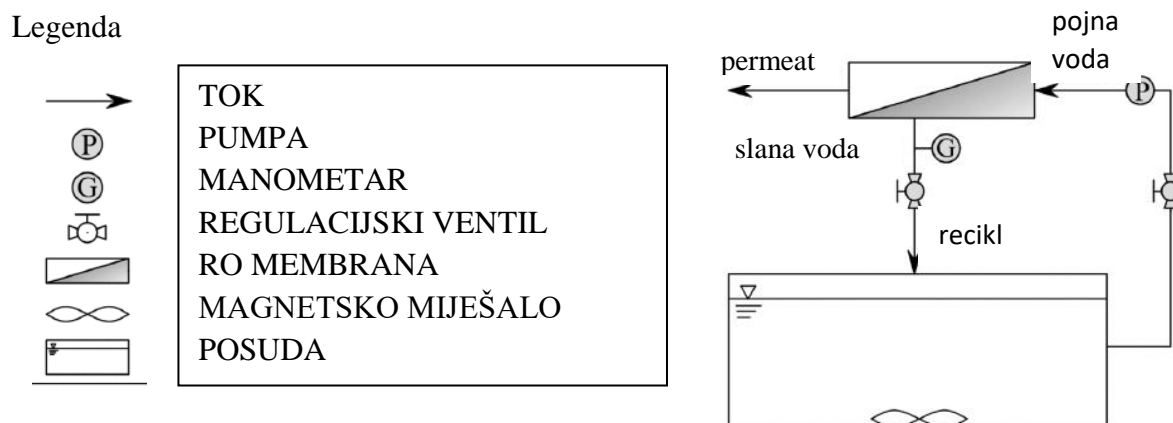 Legenda
P
G
TOK
PUMPA
MANOMETAR
REGULACIJSKI VENTIL
RO MEMBRANA
MAGNETSKO MIJEŠALO
POSUDA
pojna
voda
permeat
P
slana voda
G
recikl